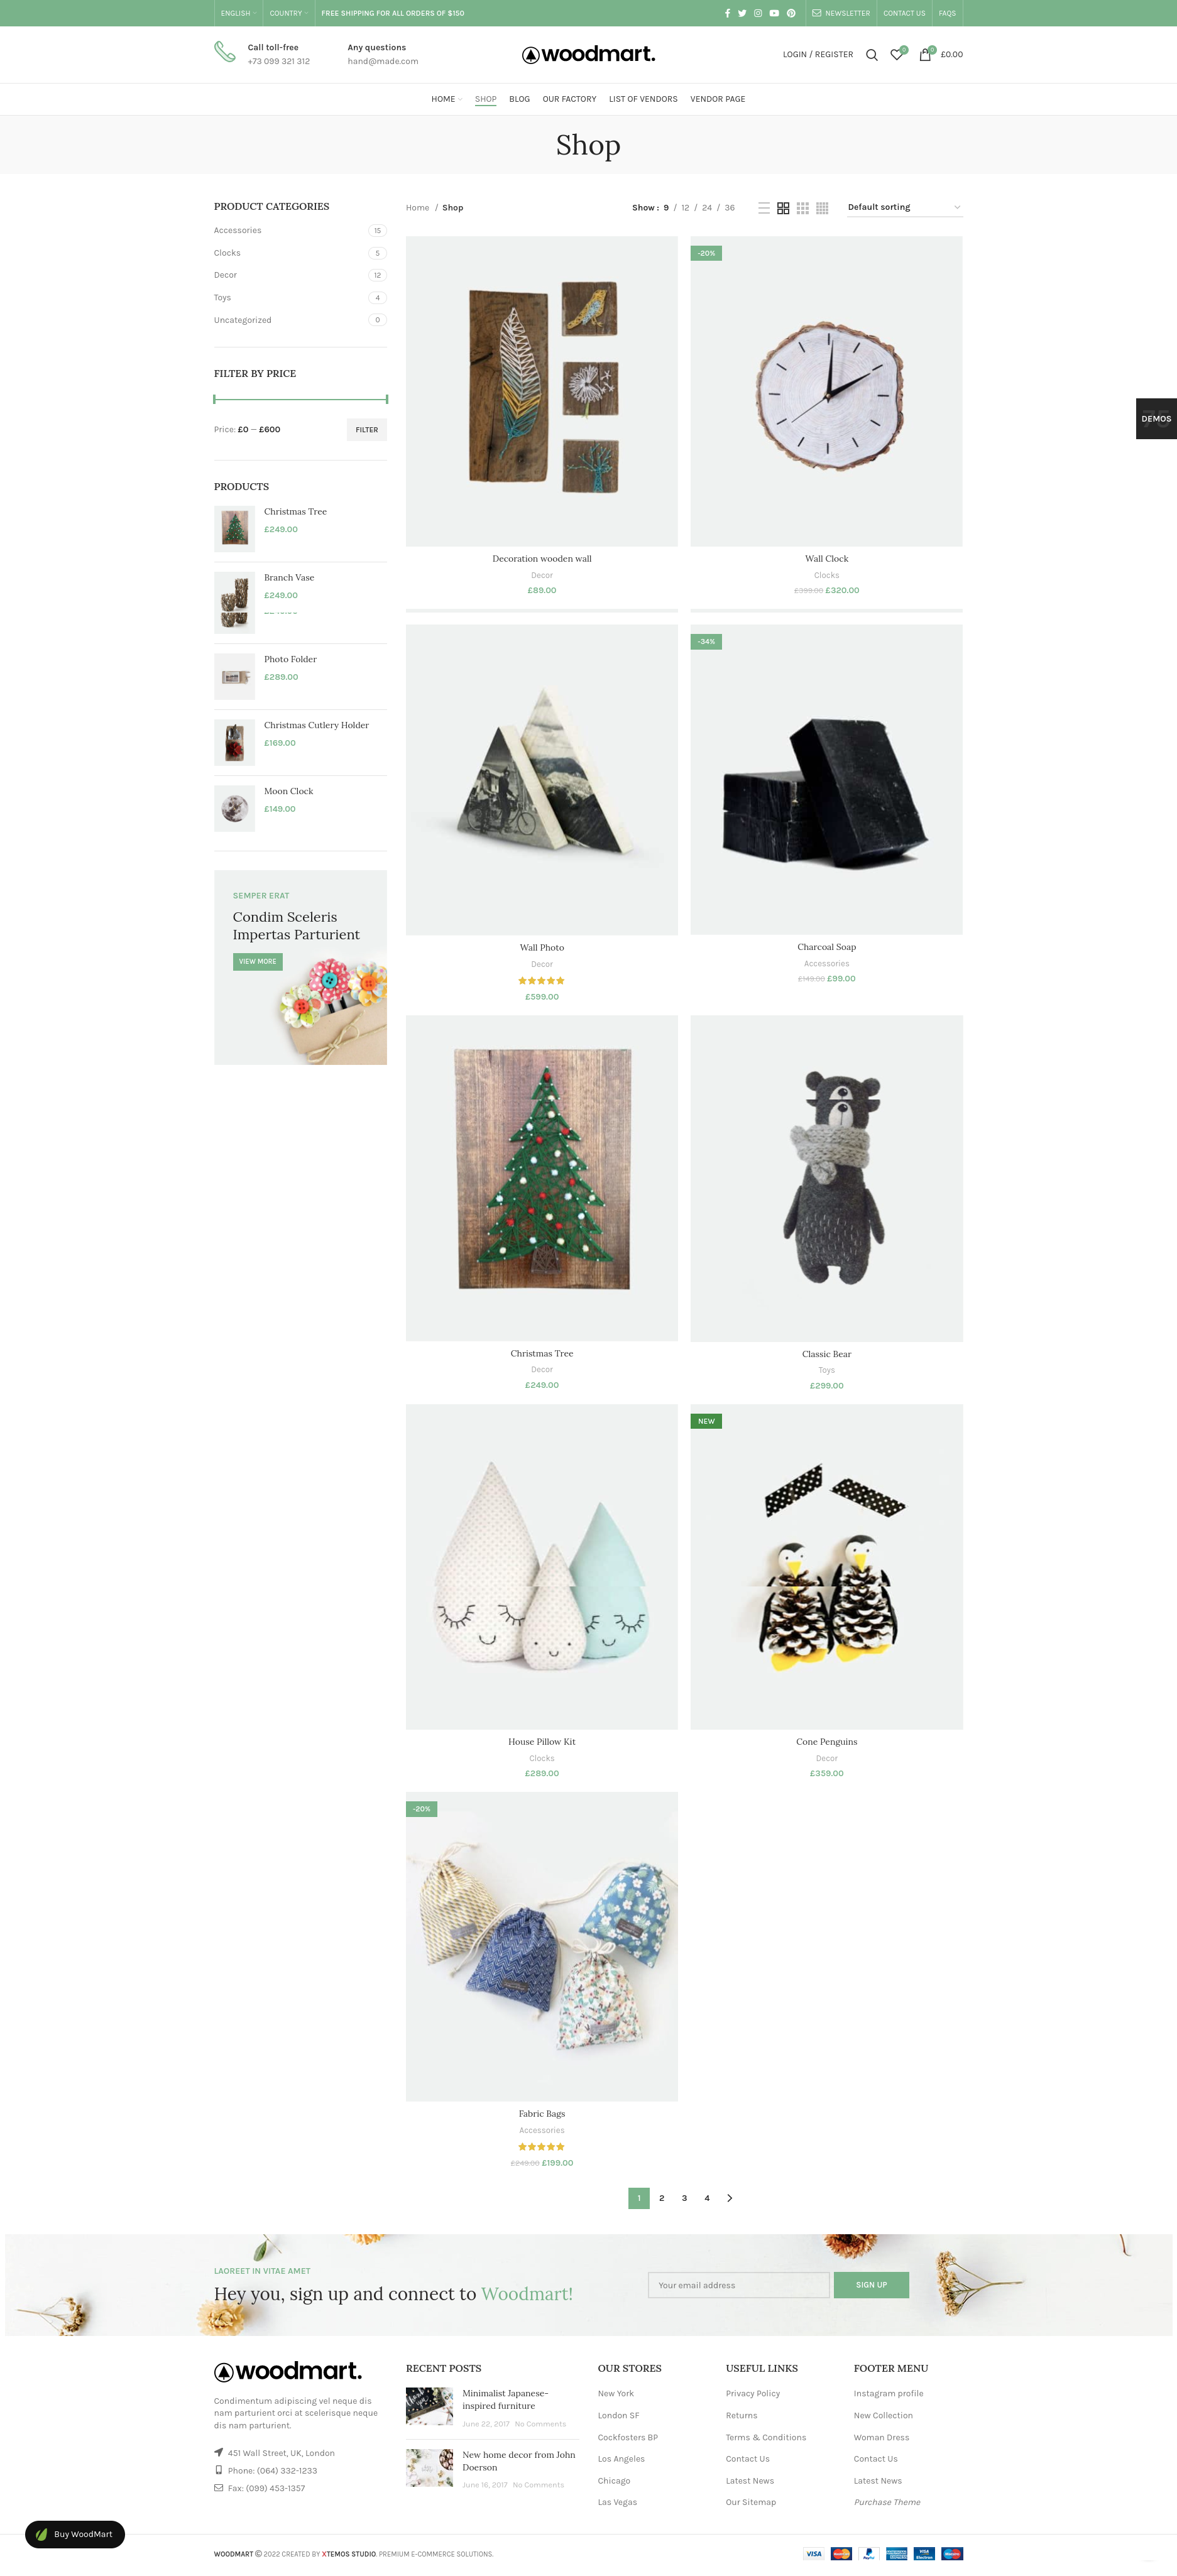 ENGLISH COUNTRY FREE SHIPPING FOR ALL ORDERS OF $150 NEWSLETTER CONTACT US FAQS
Call toll-free
+73 099 321 312
Any questions
hand@made.com
woodmart.
LOGIN / REGISTER 0 0 £0.00
HOME SHOP BLOG OUR FACTORY LIST OF VENDORS VENDOR PAGE
Shop
PRODUCT CATEGORIES
Accessories 15
Clocks 5
Decor 12
Toys 4
Uncategorized 0
FILTER BY PRICE
Price: £0 — £600 FILTER
PRODUCTS
Christmas Tree
£249.00
Branch Vase
£249.00
Photo Folder
£289.00
Christmas Cutlery Holder
£169.00
Moon Clock
£149.00
SEMPER ERAT
Condim Sceleris
Impertas Parturient
VIEW MORE
Home / Shop
Show : 9 / 12 / 24 / 36
Default sorting
Decoration wooden wall
Decor
£89.00
-20%
Wall Clock
Clocks
£399.00 £320.00
Wall Photo
Decor
£599.00
-34%
Charcoal Soap
Accessories
£149.00 £99.00
Christmas Tree
Decor
£249.00
Classic Bear
Toys
£299.00
House Pillow Kit
Clocks
£289.00
NEW
Cone Penguins
Decor
£359.00
-20%
Fabric Bags
Accessories
£249.00 £199.00
1 2 3 4
DEMOS
LAOREET IN VITAE AMET
Hey you, sign up and connect to Woodmart!
Your email address SIGN UP
woodmart.
Condimentum adipiscing vel neque dis
nam parturient orci at scelerisque neque
dis nam parturient.
451 Wall Street, UK, London
Phone: (064) 332-1233
Fax: (099) 453-1357
RECENT POSTS
Minimalist Japanese-
inspired furniture
June 22, 2017 No Comments
New home decor from John
Doerson
June 16, 2017 No Comments
OUR STORES
New York
London SF
Cockfosters BP
Los Angeles
Chicago
Las Vegas
USEFUL LINKS
Privacy Policy
Returns
Terms & Conditions
Contact Us
Latest News
Our Sitemap
FOOTER MENU
Instagram profile
New Collection
Woman Dress
Contact Us
Latest News
Purchase Theme
Buy WoodMart
WOODMART © 2022 CREATED BY XTEMOS STUDIO. PREMIUM E-COMMERCE SOLUTIONS.
VISA MasterCard PayPal VISA Electron Maestro